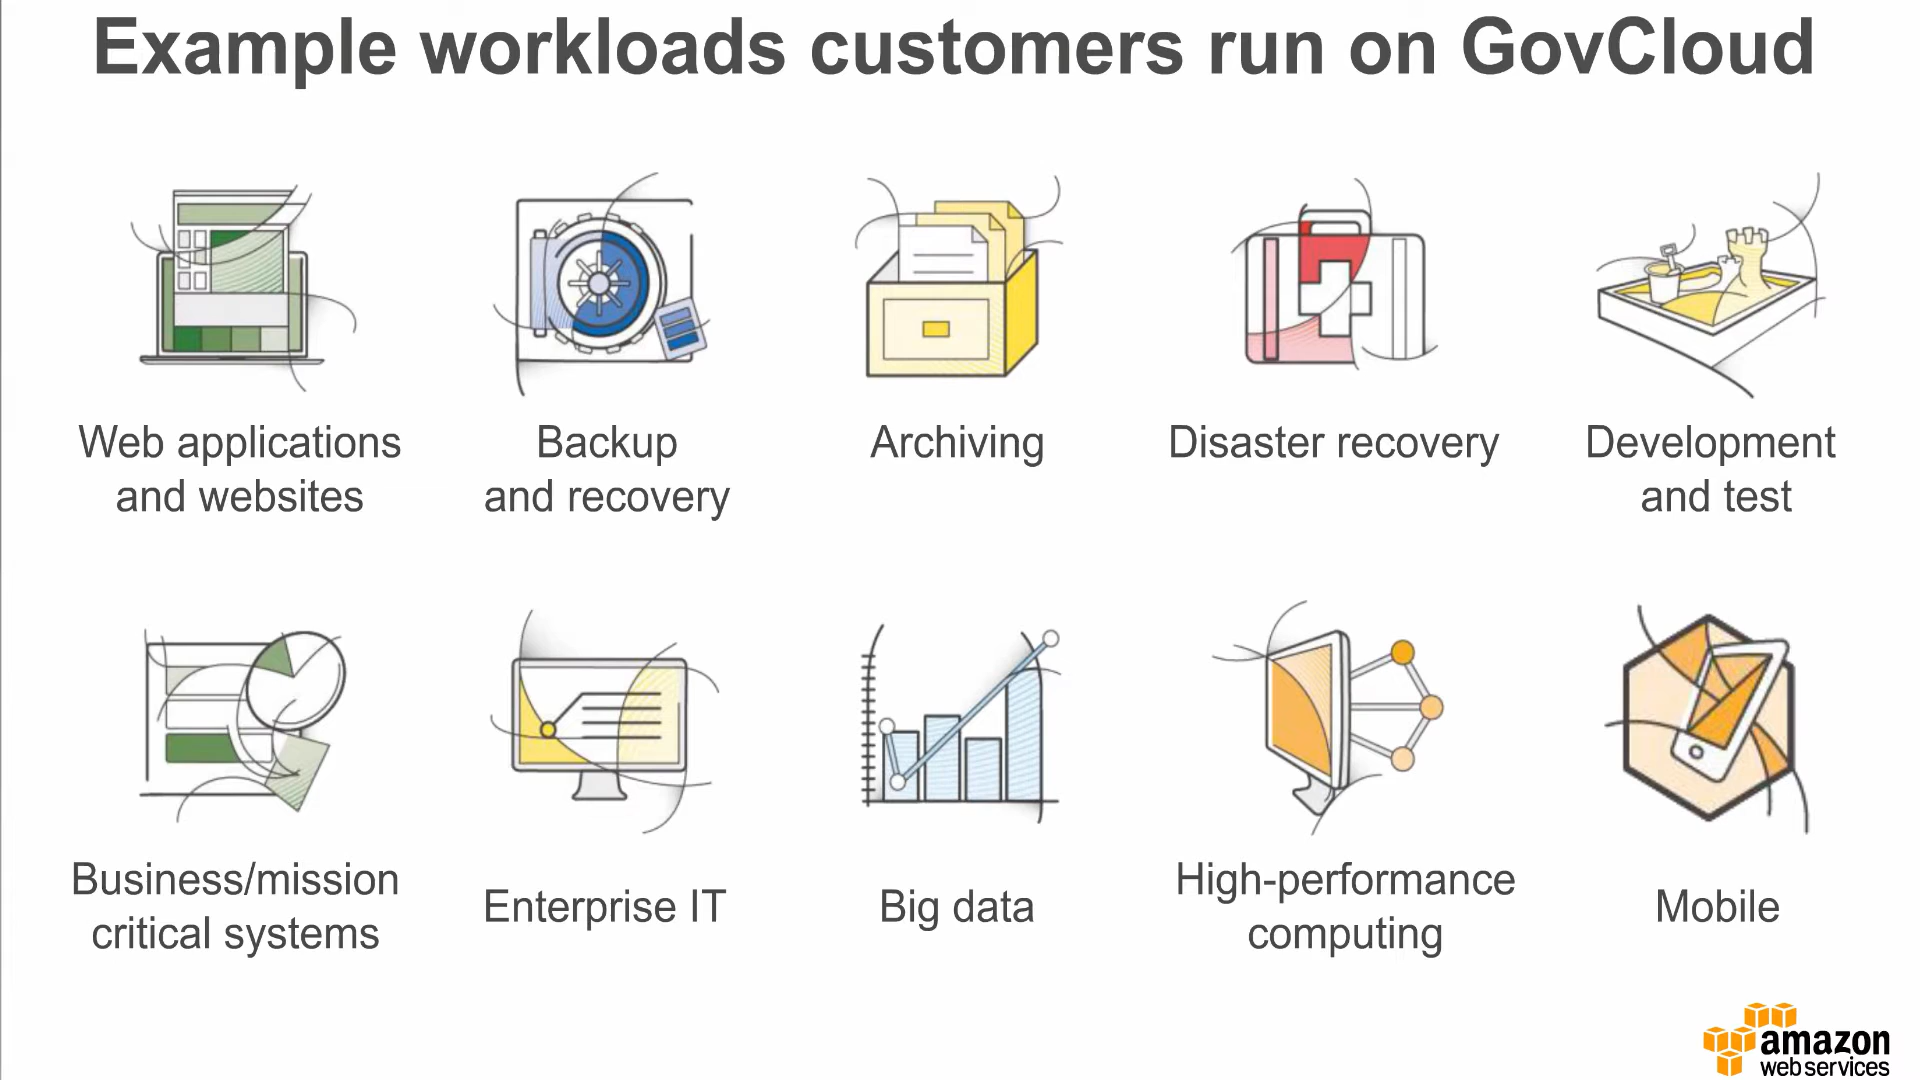 Example workloads customers run on GovCloud
Web applications
and websites
Backup
and recovery
Archiving
Disaster recovery
Development
and test
Business/mission
critical systems
Enterprise IT
Big data
High-performance
computing
Mobile
amazon
web services